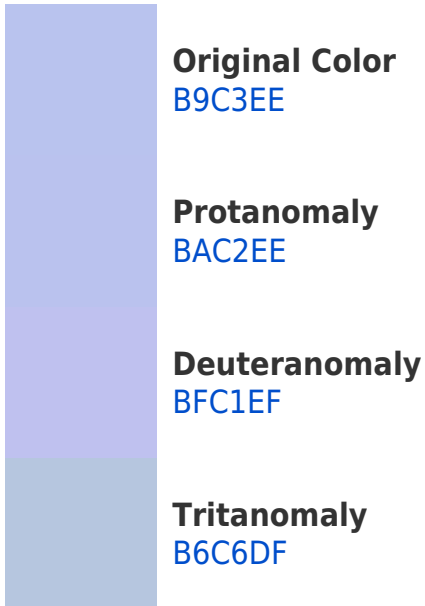 Original Color
B9C3EE
Protanomaly
BAC2EE
Deuteranomaly
BFC1EF
Tritanomaly
B6C6DF